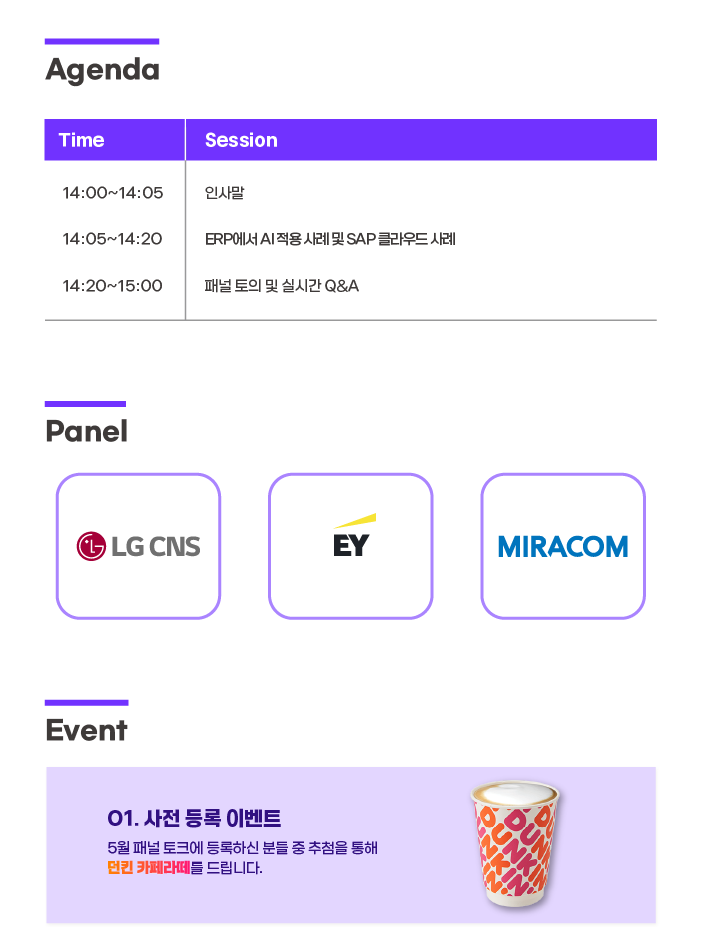 Agenda
Time Session
14:00~14:05 인사말
14:05~14:20 ERP에서 AI 적용 사례 및 SAP 클라우드 사례
14:20~15:00 패널 토의 및 실시간 Q&A
Panel
LG CNS EY MIRACOM
Event
01. 사전 등록 이벤트
5월 패널 토크에 등록하신 분들 중 추첨을 통해
던킨 카페라떼를 드립니다.
DUNKIN'